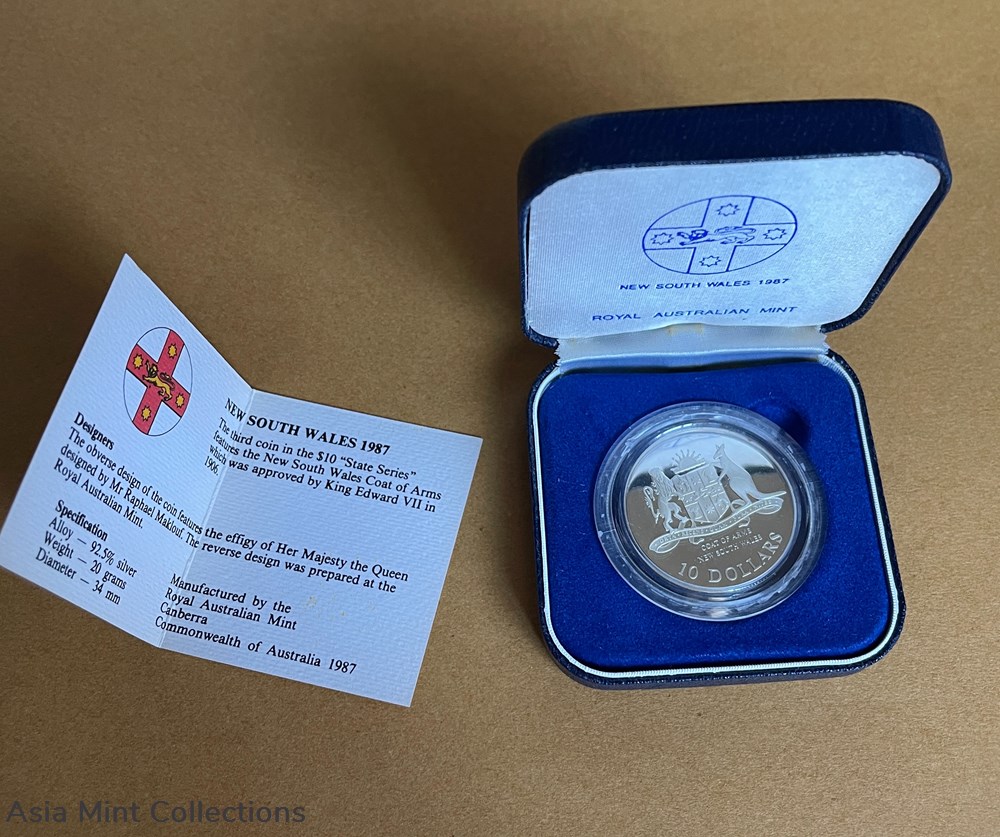 NEW SOUTH WALES 1987
ROYAL AUSTRALIAN MINT
COAT OF ARMS
NEW SOUTH WALES
10 DOLLARS
NEW SOUTH WALES 1987
The third coin in the $10 “State Series”
features the New South Wales Coat of Arms
which was approved by King Edward VII in
1906.
Designers
The obverse design of the coin features the effigy of Her Majesty the Queen
designed by Mr Raphael Maklouf. The reverse design was prepared at the
Royal Australian Mint.
Specification
Alloy — 92.5% silver
Weight — 20 grams
Diameter — 34 mm
Manufactured by the
Royal Australian Mint
Canberra
Commonwealth of Australia 1987
Asia Mint Collections